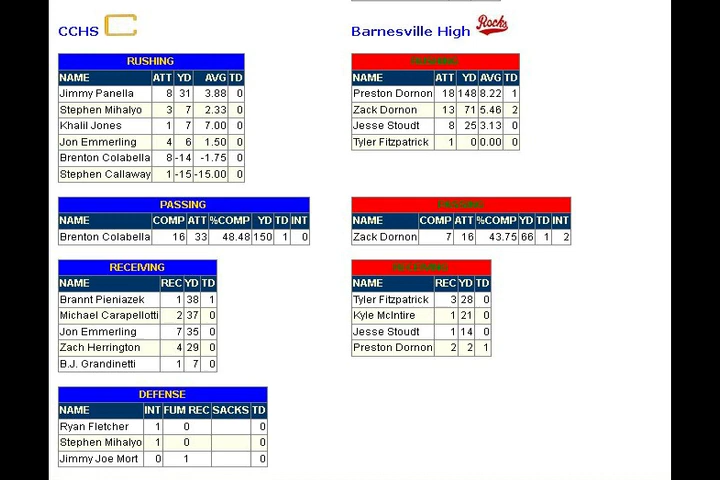 CCHS
RUSHING
NAME ATT YD AVG TD
Jimmy Panella 8 31 3.88 0
Stephen Mihalyo 3 7 2.33 0
Khalil Jones 1 7 7.00 0
Jon Emmerling 4 6 1.50 0
Brenton Colabella 8 -14 -1.75 0
Stephen Callaway 1 -15 -15.00 0
PASSING
NAME COMP ATT %COMP YD TD INT
Brenton Colabella 16 33 48.48 150 1 0
RECEIVING
NAME REC YD TD
Brannt Pieniazek 1 38 1
Michael Carapellotti 2 37 0
Jon Emmerling 7 35 0
Zach Herrington 4 29 0
B.J. Grandinetti 1 7 0
DEFENSE
NAME INT FUM REC SACKS TD
Ryan Fletcher 1 0 0
Stephen Mihalyo 1 0 0
Jimmy Joe Mort 0 1 0
Barnesville High Rocks
RUSHING
NAME ATT YD AVG TD
Preston Dornon 18 148 8.22 1
Zack Dornon 13 71 5.46 2
Jesse Stoudt 8 25 3.13 0
Tyler Fitzpatrick 1 0 0.00 0
PASSING
NAME COMP ATT %COMP YD TD INT
Zack Dornon 7 16 43.75 66 1 2
RECEIVING
NAME REC YD TD
Tyler Fitzpatrick 3 28 0
Kyle McIntire 1 21 0
Jesse Stoudt 1 14 0
Preston Dornon 2 2 1